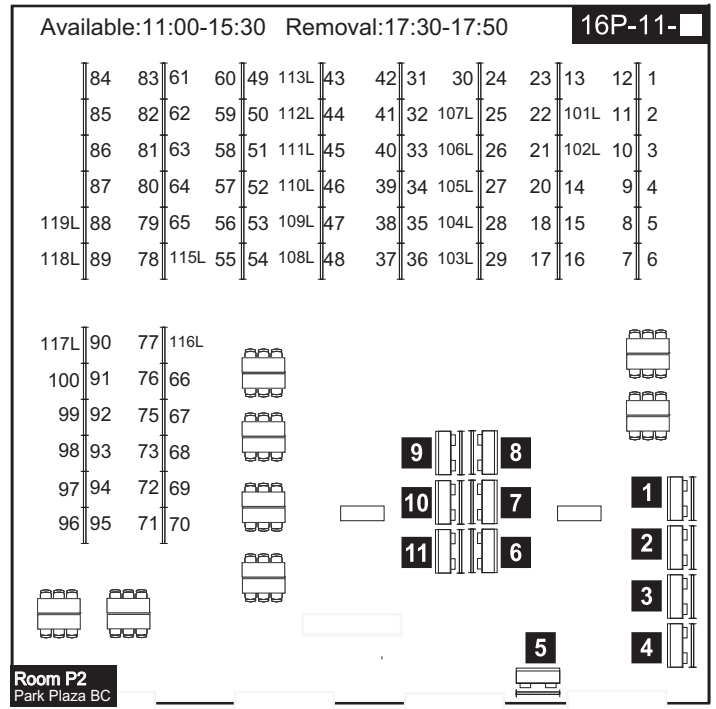 Available:11:00-15:30 Removal:17:30-17:50
16P-11-
84 83 61 60 49 113L 43 42 31 30 24 23 13 12 1
85 82 62 59 50 112L 44 41 32 107L 25 22 101L 11 2
86 81 63 58 51 111L 45 40 33 106L 26 21 102L 10 3
87 80 64 57 52 110L 46 39 34 105L 27 20 14 9 4
119L 88 79 65 56 53 109L 47 38 35 104L 28 18 15 8 5
118L 89 78 115L 55 54 108L 48 37 36 103L 29 17 16 7 6
117L 90 77 116L
100 91 76 66
99 92 75 67
98 93 73 68
97 94 72 69
96 95 71 70
9 8
10 7
11 6
1
2
3
4
5
Room P2
Park Plaza BC